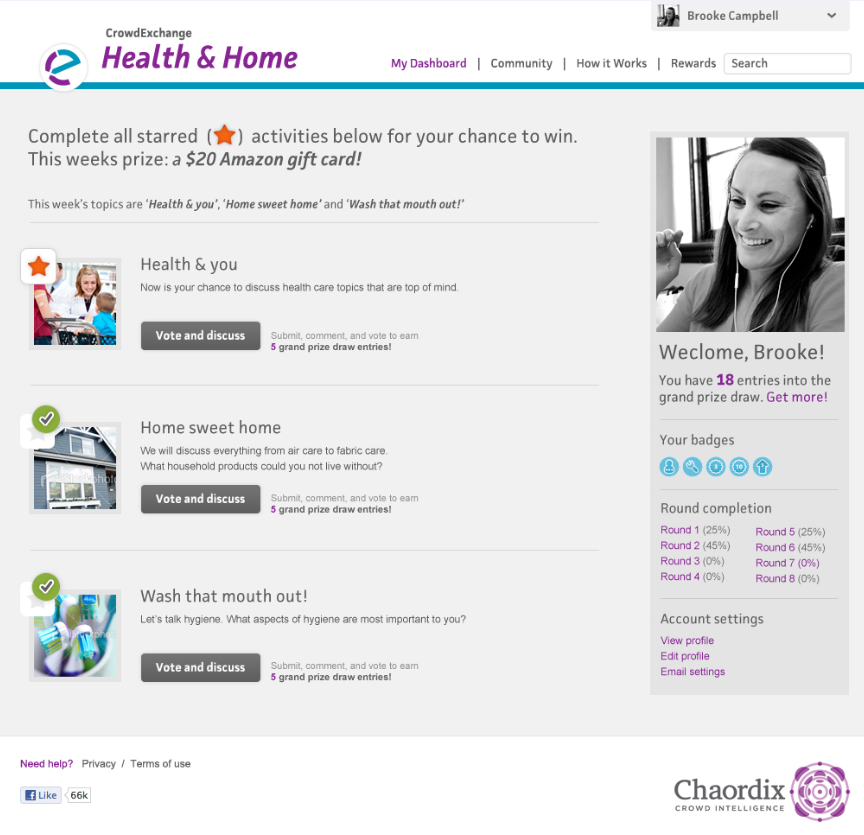 Brooke Campbell
CrowdExchange
Health & Home
My Dashboard | Community | How it Works | Rewards
Search
Complete all starred ( ) activities below for your chance to win.
This weeks prize: a $20 Amazon gift card!
This week's topics are 'Health & you', 'Home sweet home' and 'Wash that mouth out!'
Health & you
Now is your chance to discuss health care topics that are top of mind.
Vote and discuss
Submit, comment, and vote to earn
5 grand prize draw entries!
Home sweet home
We will discuss everything from air care to fabric care.
What household products could you not live without?
Vote and discuss
Submit, comment, and vote to earn
5 grand prize draw entries!
Wash that mouth out!
Let's talk hygiene. What aspects of hygiene are most important to you?
Vote and discuss
Submit, comment, and vote to earn
5 grand prize draw entries!
Weclome, Brooke!
You have 18 entries into the
grand prize draw. Get more!
Your badges
Round completion
Round 1 (25%)
Round 2 (45%)
Round 3 (0%)
Round 4 (0%)
Round 5 (25%)
Round 6 (45%)
Round 7 (0%)
Round 8 (0%)
Account settings
View profile
Edit profile
Email settings
Need help? Privacy / Terms of use
Like 66k
Chaordix
CROWD INTELLIGENCE